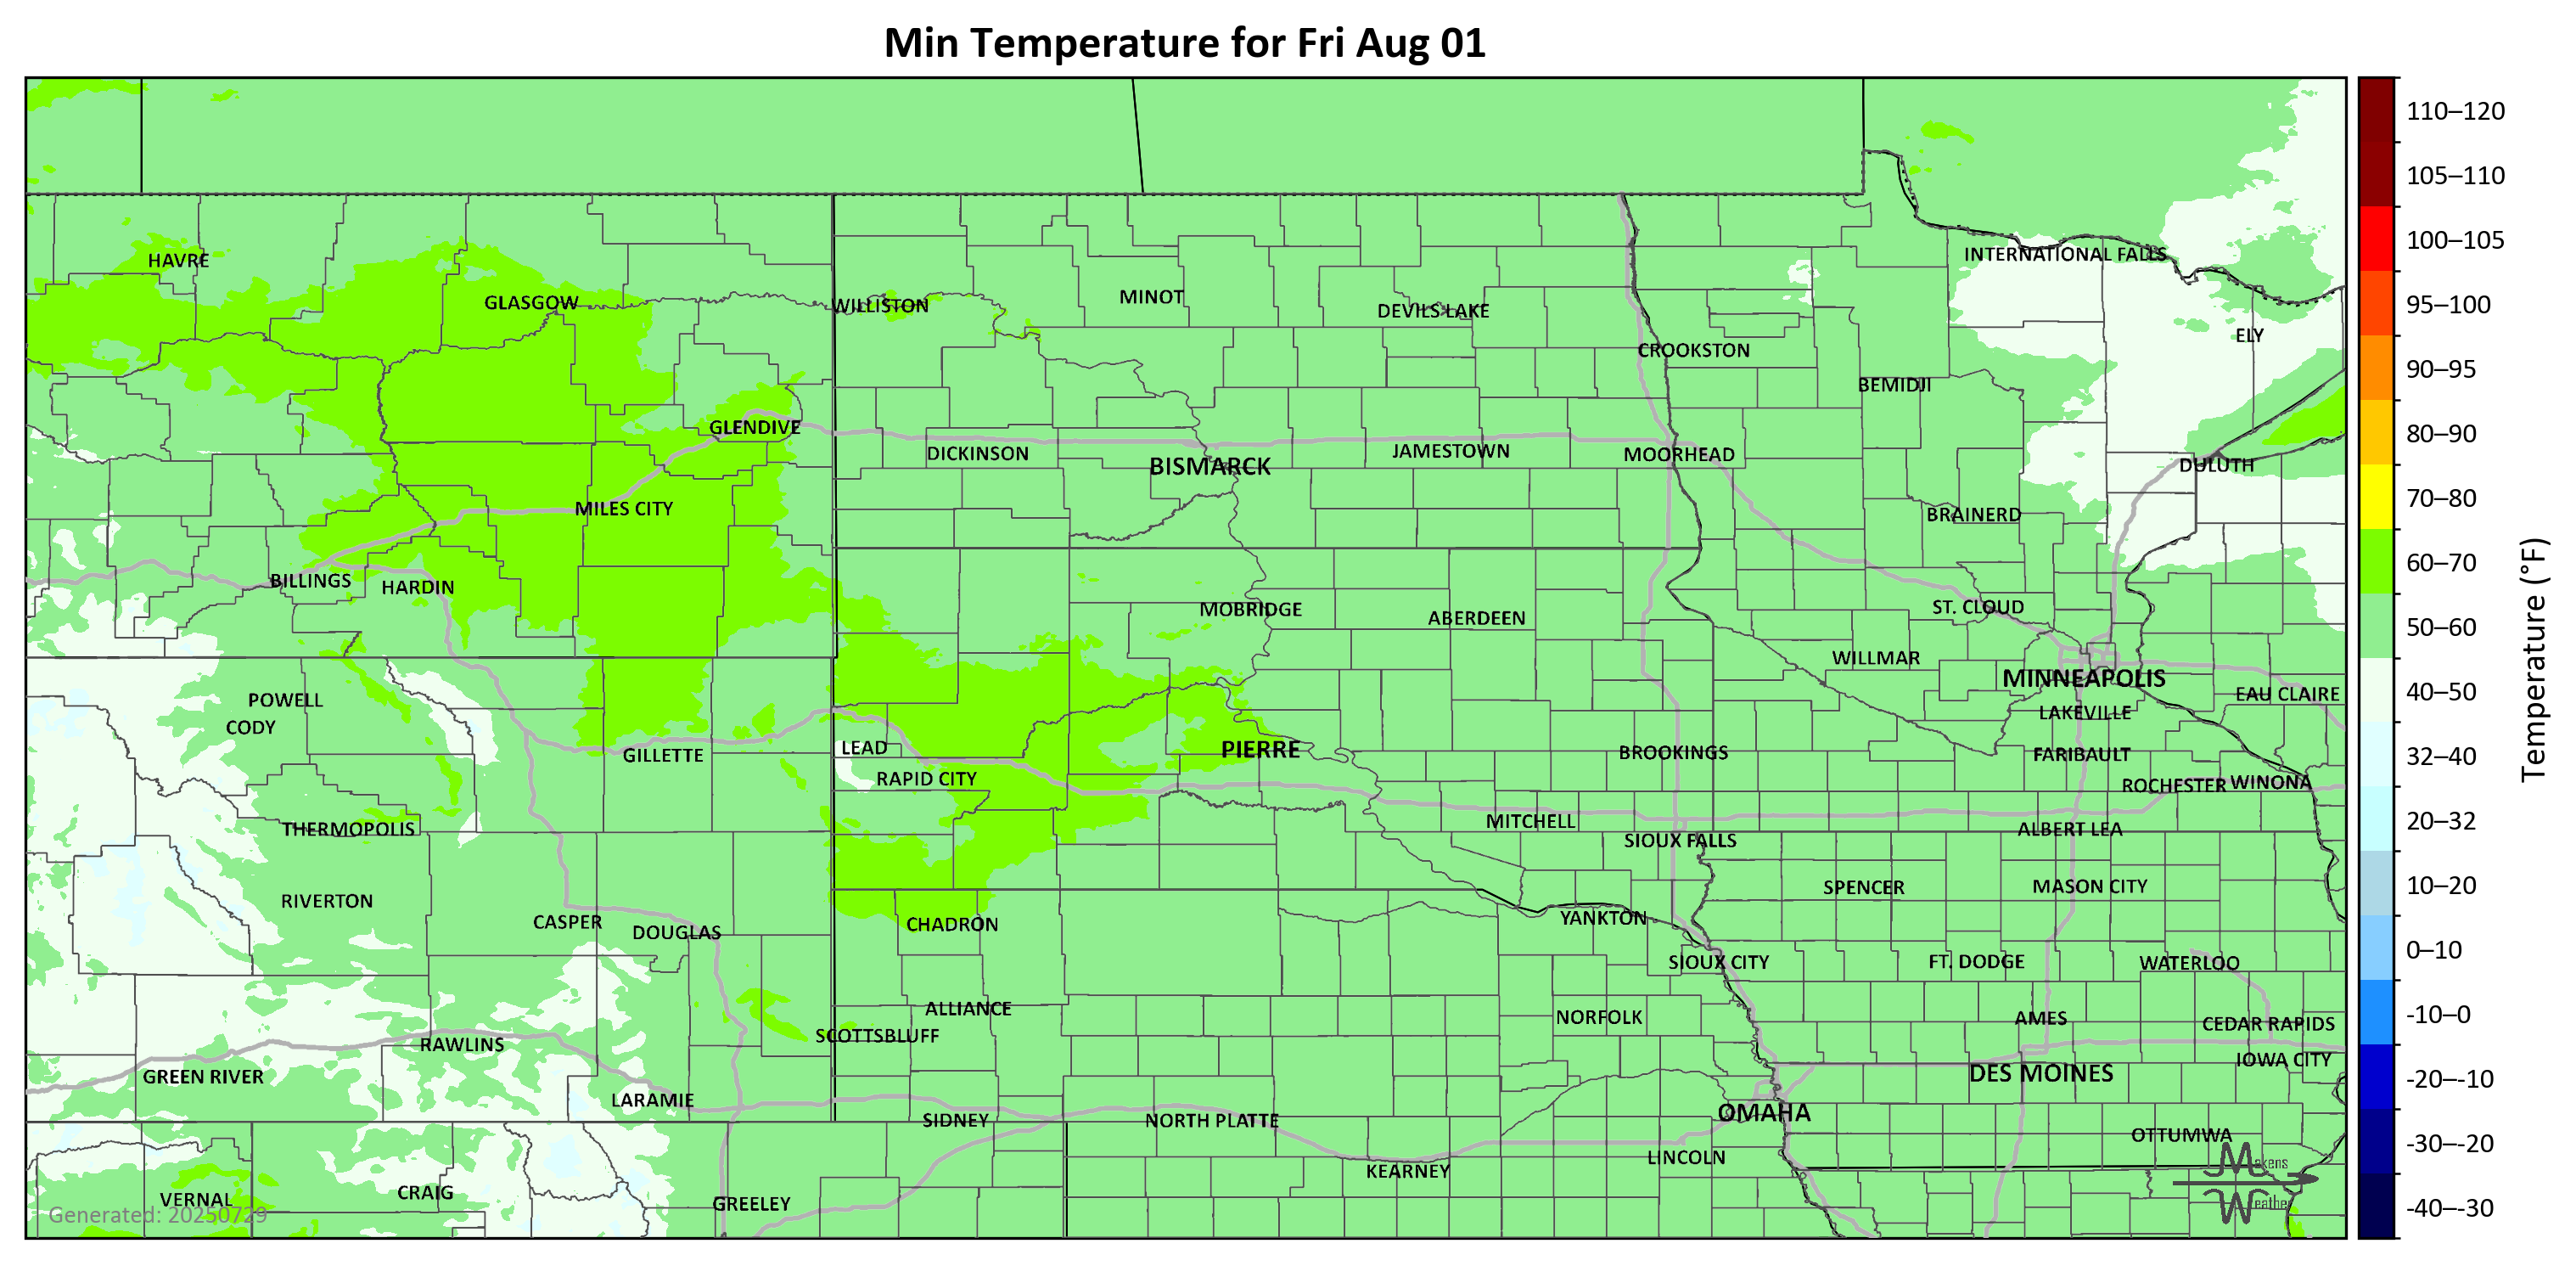 Min Temperature for Fri Aug 01
110–120
105–110
100–105
95–100
90–95
80–90
70–80
60–70
50–60
40–50
32–40
20–32
10–20
0–10
-10–0
-20–-10
-30–-20
-40–-30
Temperature (°F)
INTERNATIONAL FALLS
HAVRE
MINOT
GLASGOW
WILLISTON
DEVILS LAKE
ELY
CROOKSTON
BEMIDJI
GLENDIVE
DICKINSON
JAMESTOWN
MOORHEAD
BISMARCK
DULUTH
MILES CITY
BRAINERD
BILLINGS
HARDIN
MOBRIDGE
ST. CLOUD
ABERDEEN
WILLMAR
MINNEAPOLIS
EAU CLAIRE
POWELL
LAKEVILLE
CODY
LEAD
PIERRE
BROOKINGS
GILLETTE
FARIBAULT
RAPID CITY
ROCHESTER
WINONA
MITCHELL
THERMOPOLIS
ALBERT LEA
SIOUX FALLS
SPENCER
MASON CITY
RIVERTON
YANKTON
CASPER
CHADRON
DOUGLAS
SIOUX CITY
FT. DODGE
WATERLOO
ALLIANCE
NORFOLK
AMES
CEDAR RAPIDS
SCOTTSBLUFF
RAWLINS
IOWA CITY
GREEN RIVER
DES MOINES
LARAMIE
OMAHA
SIDNEY
NORTH PLATTE
OTTUMWA
LINCOLN
KEARNEY
CRAIG
VERNAL
GREELEY
Generated: 20250729
Makens
Weather